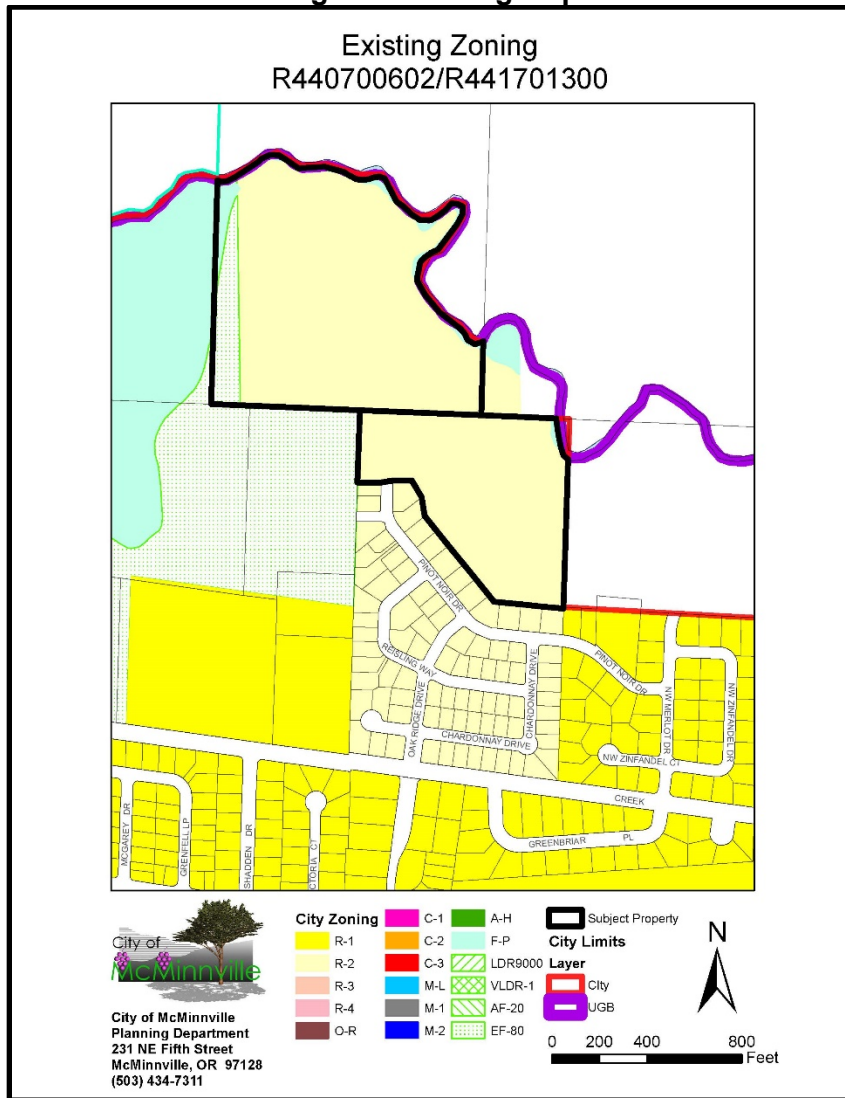 Existing Zoning
R440700602/R441701300
PINOT NOIR DR
REISLING WAY
OAK RIDGE DRIVE
CHARDONNAY DRIVE
CHARDONNAY DRIVE
PINOT NOIR DR
NW MERLOT DR
NW ZINFANDEL DR
NW ZINFANDEL CT
CREEK
GREENBRIAR PL
MCGAREY DR
GRENFELL LP
SHADDEN DR
CTORIA CT
City of
McMinnville
City of McMinnville
Planning Department
231 NE Fifth Street
McMinnville, OR 97128
(503) 434-7311
City Zoning
R-1
R-2
R-3
R-4
O-R
C-1
C-2
C-3
M-L
M-1
M-2
A-H
F-P
LDR9000
VLDR-1
AF-20
EF-80
Subject Property
City Limits
Layer
City
UGB
N
0 200 400 800
Feet